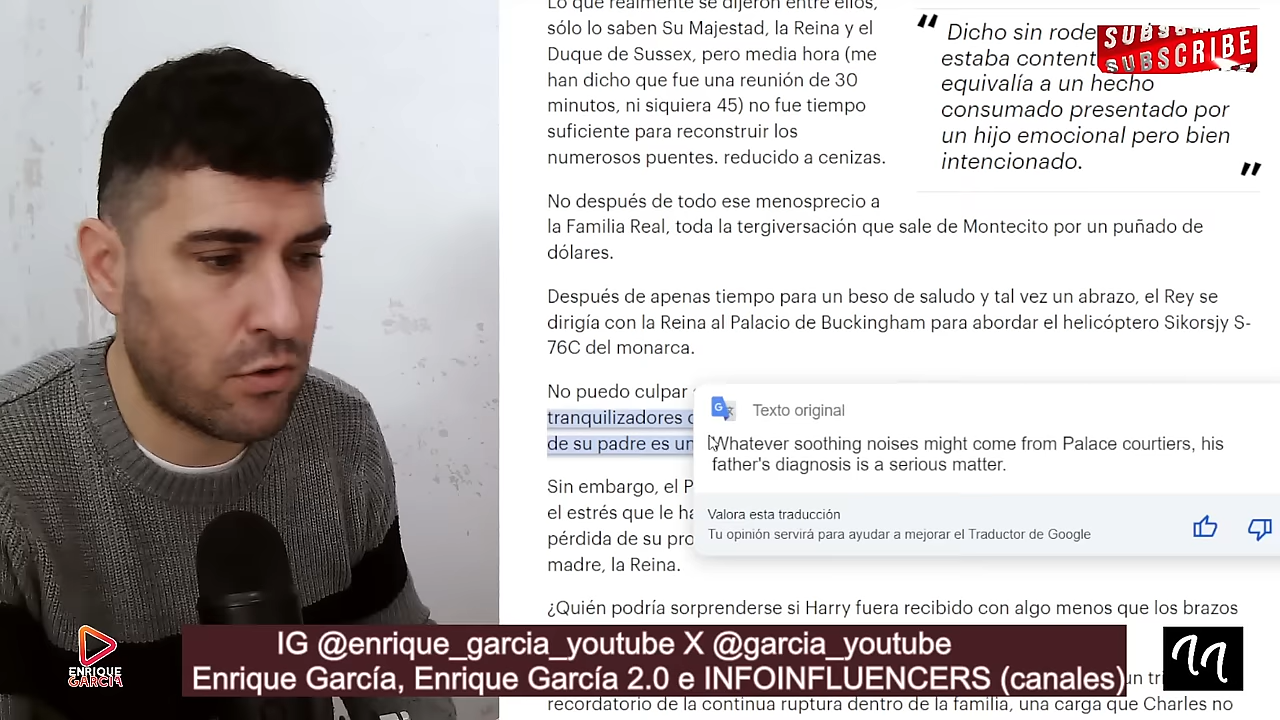 Lo que realmente se dijeron entre ellos,
sólo lo saben Su Majestad, la Reina y el
Duque de Sussex, pero media hora (me
han dicho que fue una reunión de 30
minutos, ni siquiera 45) no fue tiempo
suficiente para reconstruir los
numerosos puentes. reducido a cenizas.
“ Dicho sin
estaba
equivalía a un hecho
consumado presentado por
un hijo emocional pero bien
intencionado. ”
SUBSCRIBE
SUBSCRIBE
No después de todo ese menosprecio a
la Familia Real, toda la tergiversación que sale de Montecito por un puñado de
dólares.
Después de apenas tiempo para un beso de saludo y tal vez un abrazo, el Rey se
dirigía con la Reina al Palacio de Buckingham para abordar el helicóptero Sikorsjy S-
76C del monarca.
No puedo culpar
tranquilizadores
de su padre es un
Texto original
Whatever soothing noises might come from Palace courtiers, his
father's diagnosis is a serious matter.
Valora esta traducción
Tu opinión servirá para ayudar a mejorar el Traductor de Google
Sin embargo, el P
el estrés que le ha
pérdida de su pro
madre, la Reina.
¿Quién podría sorprenderse si Harry fuera recibido con algo menos que los brazos
IG @enrique_garcia_youtube X @garcia_youtube
Enrique García, Enrique García 2.0 e INFOINFLUENCERS (canales)
ENRIQUE
GARCÍA
un
recordatorio de la continua ruptura dentro de la familia, una carga que Charles no